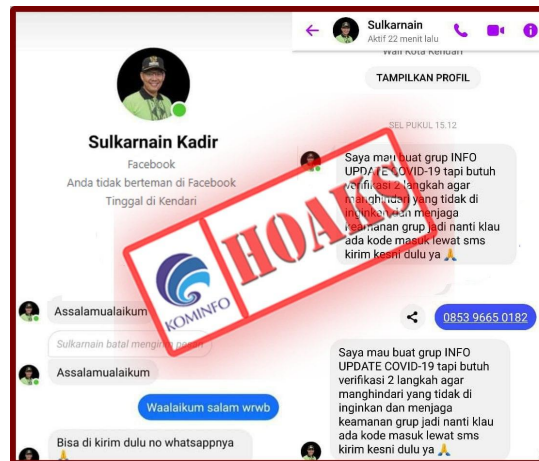 Sulkarnain Kadir
Facebook
Anda tidak berteman di Facebook
Tinggal di Kendari
Assalamualaikum
Sulkarnain batal mengirim pesan
Assalamualaikum
Waalaikum salam wrwb
Bisa di kirim dulu no whatsappnya
🙏
Sulkarnain
Aktif 22 menit lalu
Wali Kota Kendari
TAMPILKAN PROFIL
SEL PUKUL 15.12
Saya mau buat grup INFO
UPDATE COVID-19 tapi butuh
verifikasi 2 langkah agar
manghindari yang tidak di
inginkan dan menjaga
keamanan grup jadi nanti klau
ada kode masuk lewat sms
kirim kesni dulu ya 🙏
0853 9665 0182
Saya mau buat grup INFO
UPDATE COVID-19 tapi butuh
verifikasi 2 langkah agar
manghindari yang tidak di
inginkan dan menjaga
keamanan grup jadi nanti klau
ada kode masuk lewat sms
kirim kesni dulu ya 🙏
KOMINFO
HOAKS